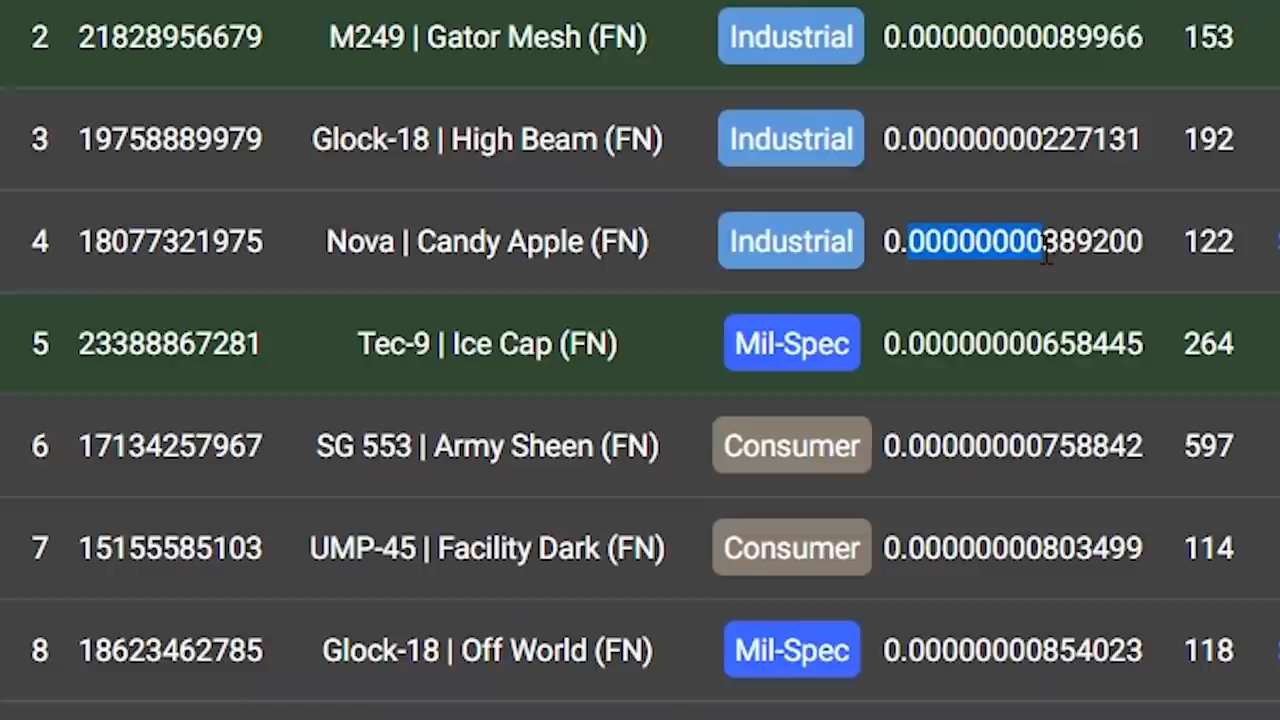 2 21828956679 M249 | Gator Mesh (FN) Industrial 0.00000000089966 153
3 19758889979 Glock-18 | High Beam (FN) Industrial 0.00000000227131 192
4 18077321975 Nova | Candy Apple (FN) Industrial 0.00000000389200 122
5 23388867281 Tec-9 | Ice Cap (FN) Mil-Spec 0.00000000658445 264
6 17134257967 SG 553 | Army Sheen (FN) Consumer 0.00000000758842 597
7 15155585103 UMP-45 | Facility Dark (FN) Consumer 0.00000000803499 114
8 18623462785 Glock-18 | Off World (FN) Mil-Spec 0.00000000854023 118